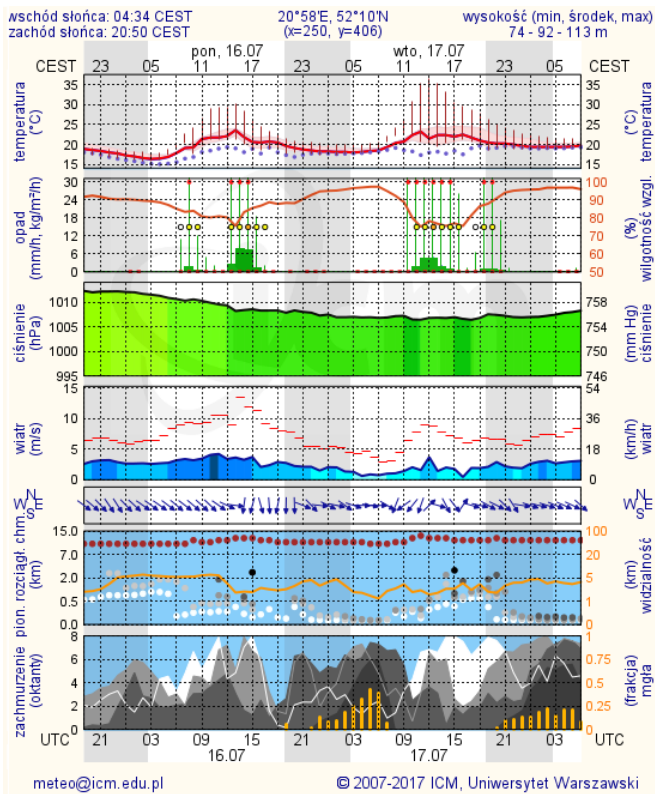 wschód słońca: 04:34 CEST 20°58'E, 52°10'N wysokość (min, środek, max)
zachód słońca: 20:50 CEST (x=250, y=406) 74 - 92 - 113 m
pon, 16.07 wto, 17.07
CEST 23 05 11 17 23 05 11 17 23 05 CEST
temperatura (°C) 35 30 25 20 15 35 30 25 20 15 (°C) temperatura
opad (mm/h, kg/m²/h) 30 24 18 12 6 0 100 90 80 70 60 50 (%) wilgotność wzgl.
ciśnienie (hPa) 1010 1005 1000 995 758 754 750 746 (mm Hg) ciśnienie
wiatr (m/s) 15 10 5 0 54 36 18 0 (km/h) wiatr
N W E S N W E S
pion. rozciągł. chm. (km) 15.0 7.0 2.0 0.5 0.0 100 20 5 1 0 (km) widzialność
zachmurzenie (oktanty) 8 6 4 2 0 1 0.75 0.5 0.25 0 (frakcja) mgła
UTC 21 03 09 15 21 03 09 15 21 03 UTC
16.07 17.07
meteo@icm.edu.pl © 2007-2017 ICM, Uniwersytet Warszawski